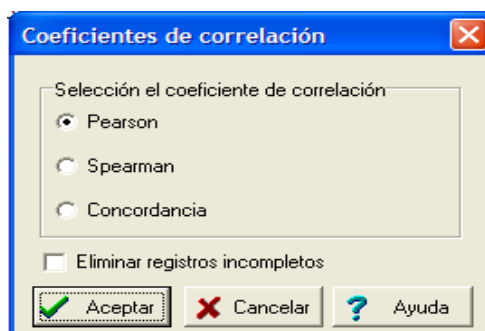 Coeficientes de correlación
Selección el coeficiente de correlación
Pearson
Spearman
Concordancia
Eliminar registros incompletos
Aceptar Cancelar ? Ayuda